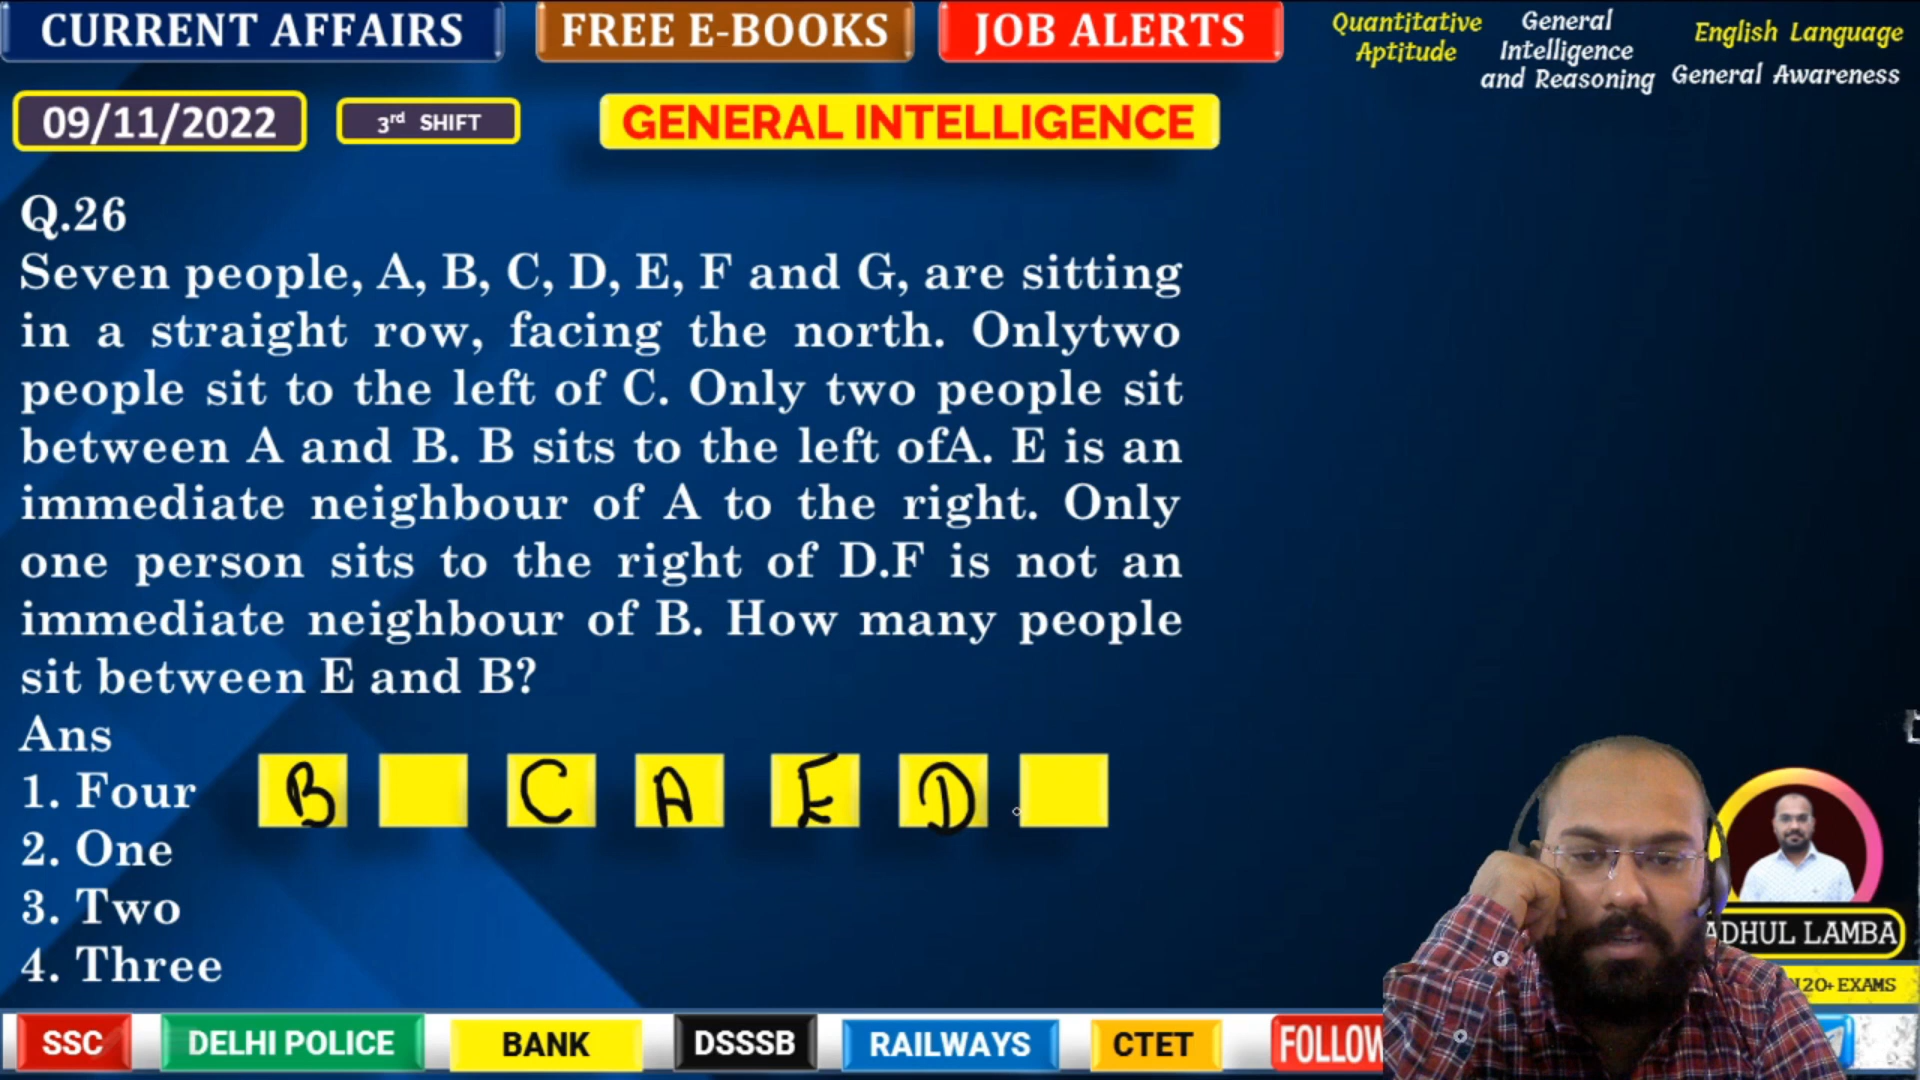 CURRENT AFFAIRS
FREE E-BOOKS
JOB ALERTS
Quantitative
Aptitude
General
Intelligence
and Reasoning
English Language
General Awareness
09/11/2022
3rd SHIFT
GENERAL INTELLIGENCE
Q.26
Seven people, A, B, C, D, E, F and G, are sitting
in a straight row, facing the north. Onlytwo
people sit to the left of C. Only two people sit
between A and B. B sits to the left ofA. E is an
immediate neighbour of A to the right. Only
one person sits to the right of D.F is not an
immediate neighbour of B. How many people
sit between E and B?
Ans
1. Four
2. One
3. Two
4. Three
B C A E D
ADHUL LAMBA
120+ EXAMS
SSC
DELHI POLICE
BANK
DSSSB
RAILWAYS
CTET
FOLLOW